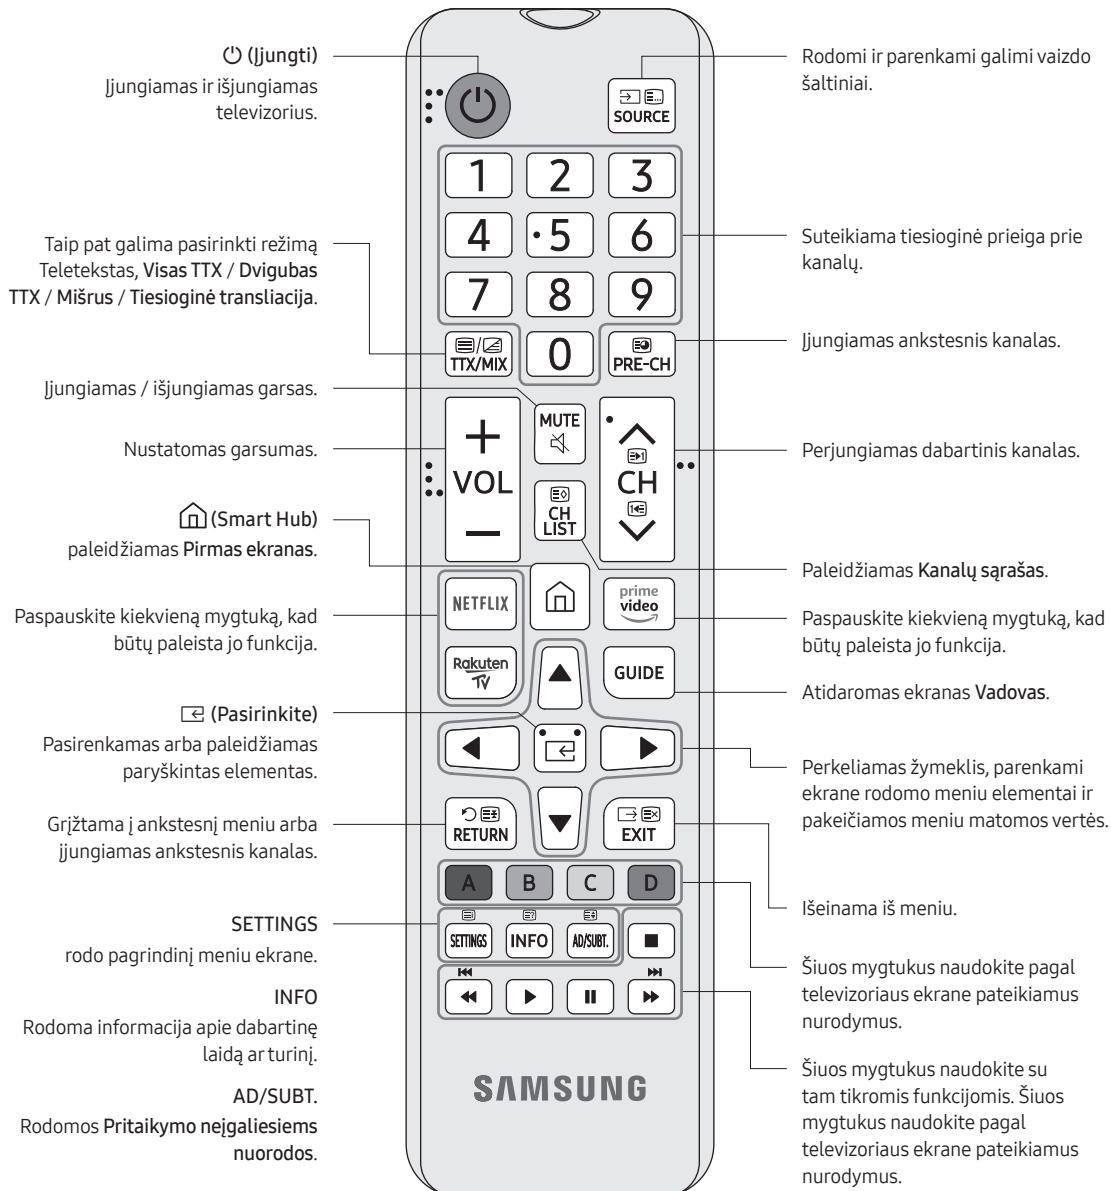 (Įjungti)
Įjungiamas ir išjungiamas
televizorius.
Taip pat galima pasirinkti režimą
Teletekstas, Visas TTX / Dvigubas
TTX / Mišrus / Tiesioginė transliacija.
Įjungiamas / išjungiamas garsas.
Nustatomas garsumas.
(Smart Hub)
paleidžiamas Pirmas ekranas.
Paspauskite kiekvieną mygtuką, kad
būtų paleista jo funkcija.
(Pasirinkite)
Pasirenkamas arba paleidžiamas
paryškintas elementas.
Grįžtama į ankstesnį meniu arba
įjungiamas ankstesnis kanalas.
SETTINGS
rodo pagrindinį meniu ekrane.
INFO
Rodoma informacija apie dabartinę
laidą ar turinį.
AD/SUBT.
Rodomos Pritaikymo neįgaliesiems
nuorodos.
SOURCE
1 2 3
4 5 6
7 8 9
TTX/MIX 0 PRE-CH
MUTE
+
VOL
—
CH
CH
LIST
NETFLIX
prime
video
Rakuten
TV
GUIDE
RETURN
EXIT
A B C D
SETTINGS INFO AD/SUBT.
SAMSUNG
Rodomi ir parenkami galimi vaizdo
šaltiniai.
Suteikiama tiesioginė prieiga prie
kanalų.
Įjungiamas ankstesnis kanalas.
Perjungiamas dabartinis kanalas.
Paleidžiamas Kanalų sąrašas.
Paspauskite kiekvieną mygtuką, kad
būtų paleista jo funkcija.
Atidaromas ekranas Vadovas.
Perkeliamas žymeklis, parenkami
ekrane rodomo meniu elementai ir
pakeičiamos meniu matomos vertės.
Išeinama iš meniu.
Šiuos mygtukus naudokite pagal
televizoriaus ekrane pateikiamus
nurodymus.
Šiuos mygtukus naudokite su
tam tikromis funkcijomis. Šiuos
mygtukus naudokite pagal
televizoriaus ekrane pateikiamus
nurodymus.